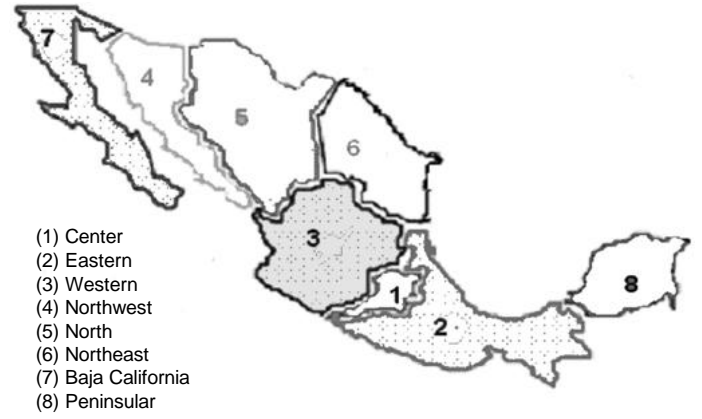 7
4
5
6
3
1
2
8
(1) Center
(2) Eastern
(3) Western
(4) Northwest
(5) North
(6) Northeast
(7) Baja California
(8) Peninsular